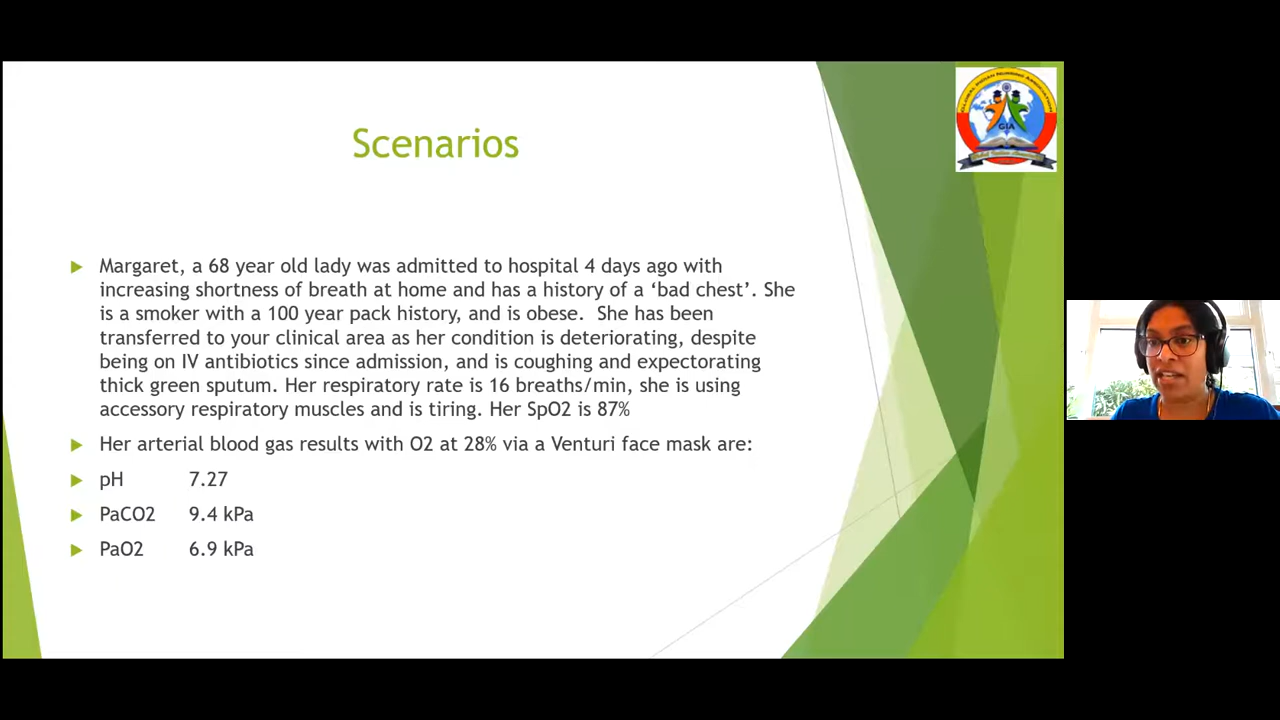 Scenarios
Margaret, a 68 year old lady was admitted to hospital 4 days ago with
increasing shortness of breath at home and has a history of a ‘bad chest’. She
is a smoker with a 100 year pack history, and is obese.  She has been
transferred to your clinical area as her condition is deteriorating, despite
being on IV antibiotics since admission, and is coughing and expectorating
thick green sputum. Her respiratory rate is 16 breaths/min, she is using
accessory respiratory muscles and is tiring. Her SpO2 is 87%
Her arterial blood gas results with O2 at 28% via a Venturi face mask are:
pH 7.27
PaCO2 9.4 kPa
PaO2 6.9 kPa
GLOBAL INDIAN NURSING ASSOCIATION
GIA